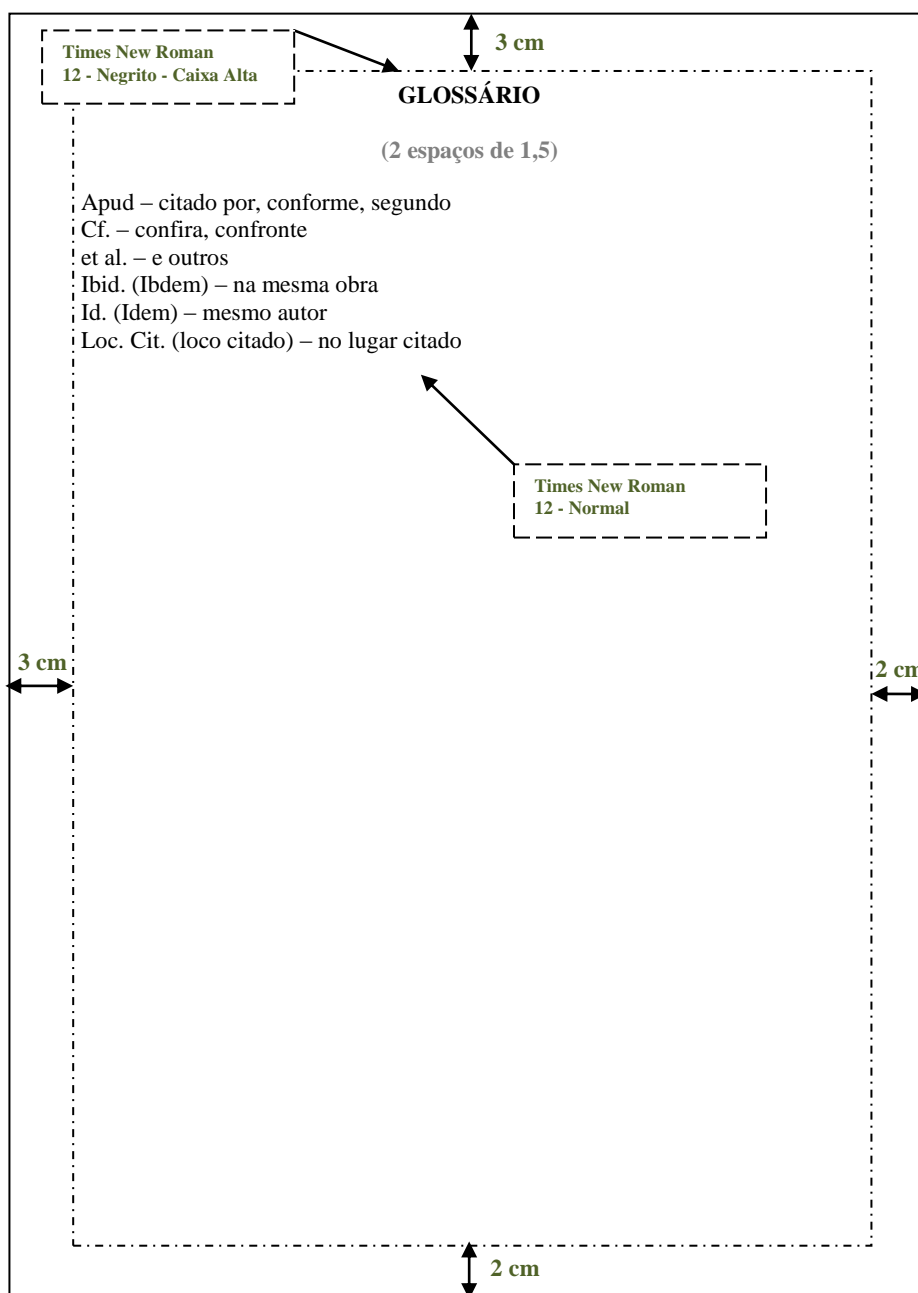 3 cm
Times New Roman
12 - Negrito - Caixa Alta
GLOSSÁRIO
(2 espaços de 1,5)
Apud – citado por, conforme, segundo
Cf. – confira, confronte
et al. – e outros
Ibid. (Ibdem) – na mesma obra
Id. (Idem) – mesmo autor
Loc. Cit. (loco citado) – no lugar citado
Times New Roman
12 - Normal
3 cm
2 cm
2 cm